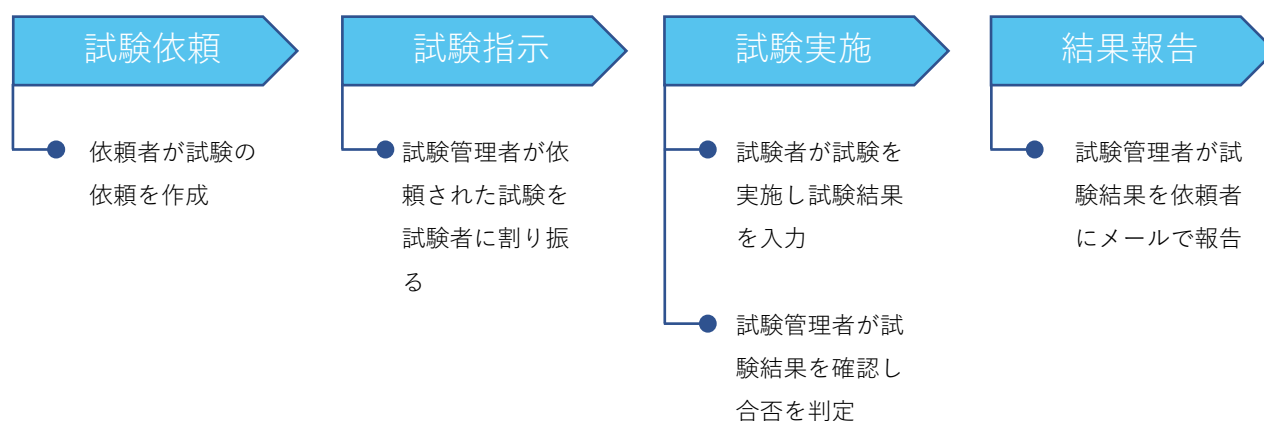 試験依頼
依頼者が試験の
依頼を作成
試験指示
試験管理者が依
頼された試験を
試験者に割り振
る
試験実施
試験者が試験を
実施し試験結果
を入力
試験管理者が試
験結果を確認し
合否を判定
結果報告
試験管理者が試
験結果を依頼者
にメールで報告